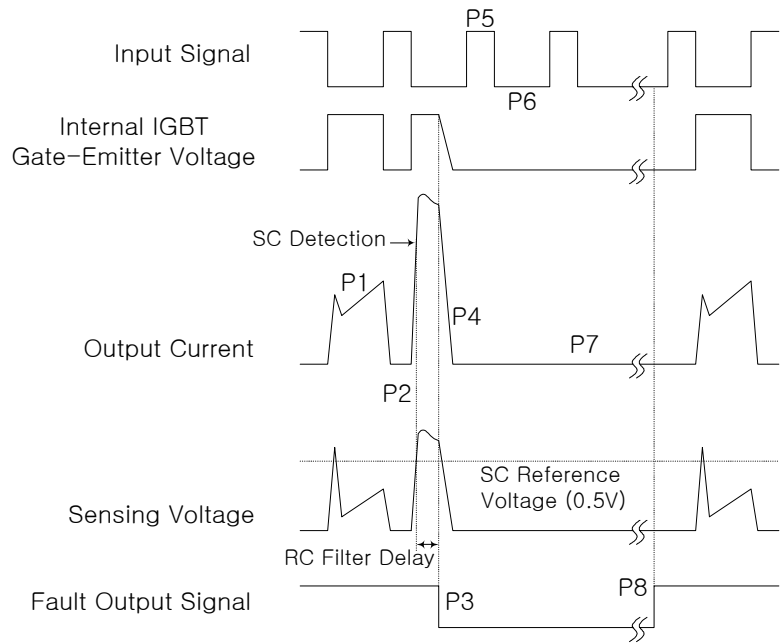 P5
Input Signal
P6
Internal IGBT
Gate-Emitter Voltage
SC Detection
P1
P4
Output Current
P7
P2
SC Reference
Voltage (0.5V)
Sensing Voltage
RC Filter Delay
P3
P8
Fault Output Signal